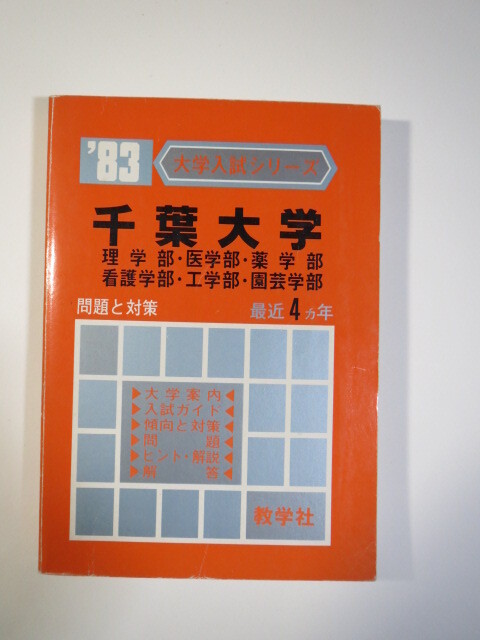 '83
大学入試シリーズ
千葉大学
理学部・医学部・薬学部
看護学部・工学部・園芸学部
問題と対策
最近4ヵ年
▶大学案内◀
▶入試ガイド◀
▶傾向と対策◀
▶問題◀
▶ヒント・解説◀
▶解答◀
教学社